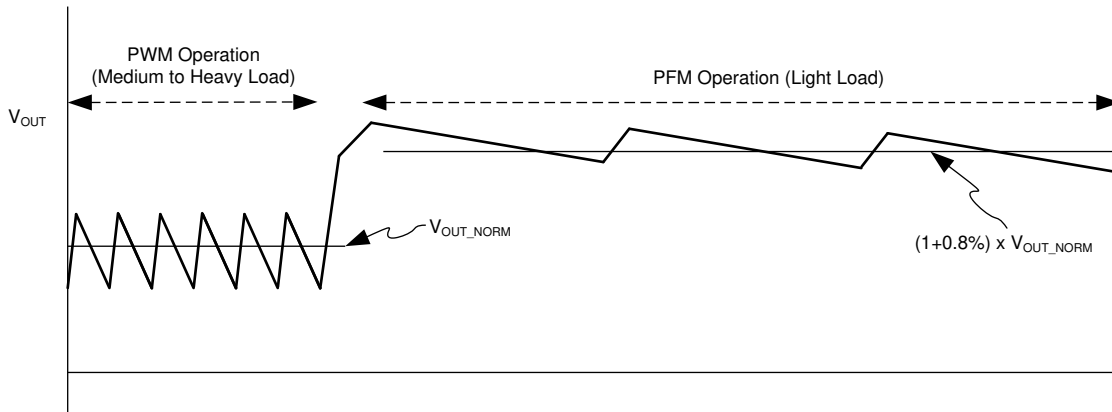 PWM Operation
(Medium to Heavy Load)
PFM Operation (Light Load)
VOUT
VOUT_NORM
(1+0.8%) x VOUT_NORM